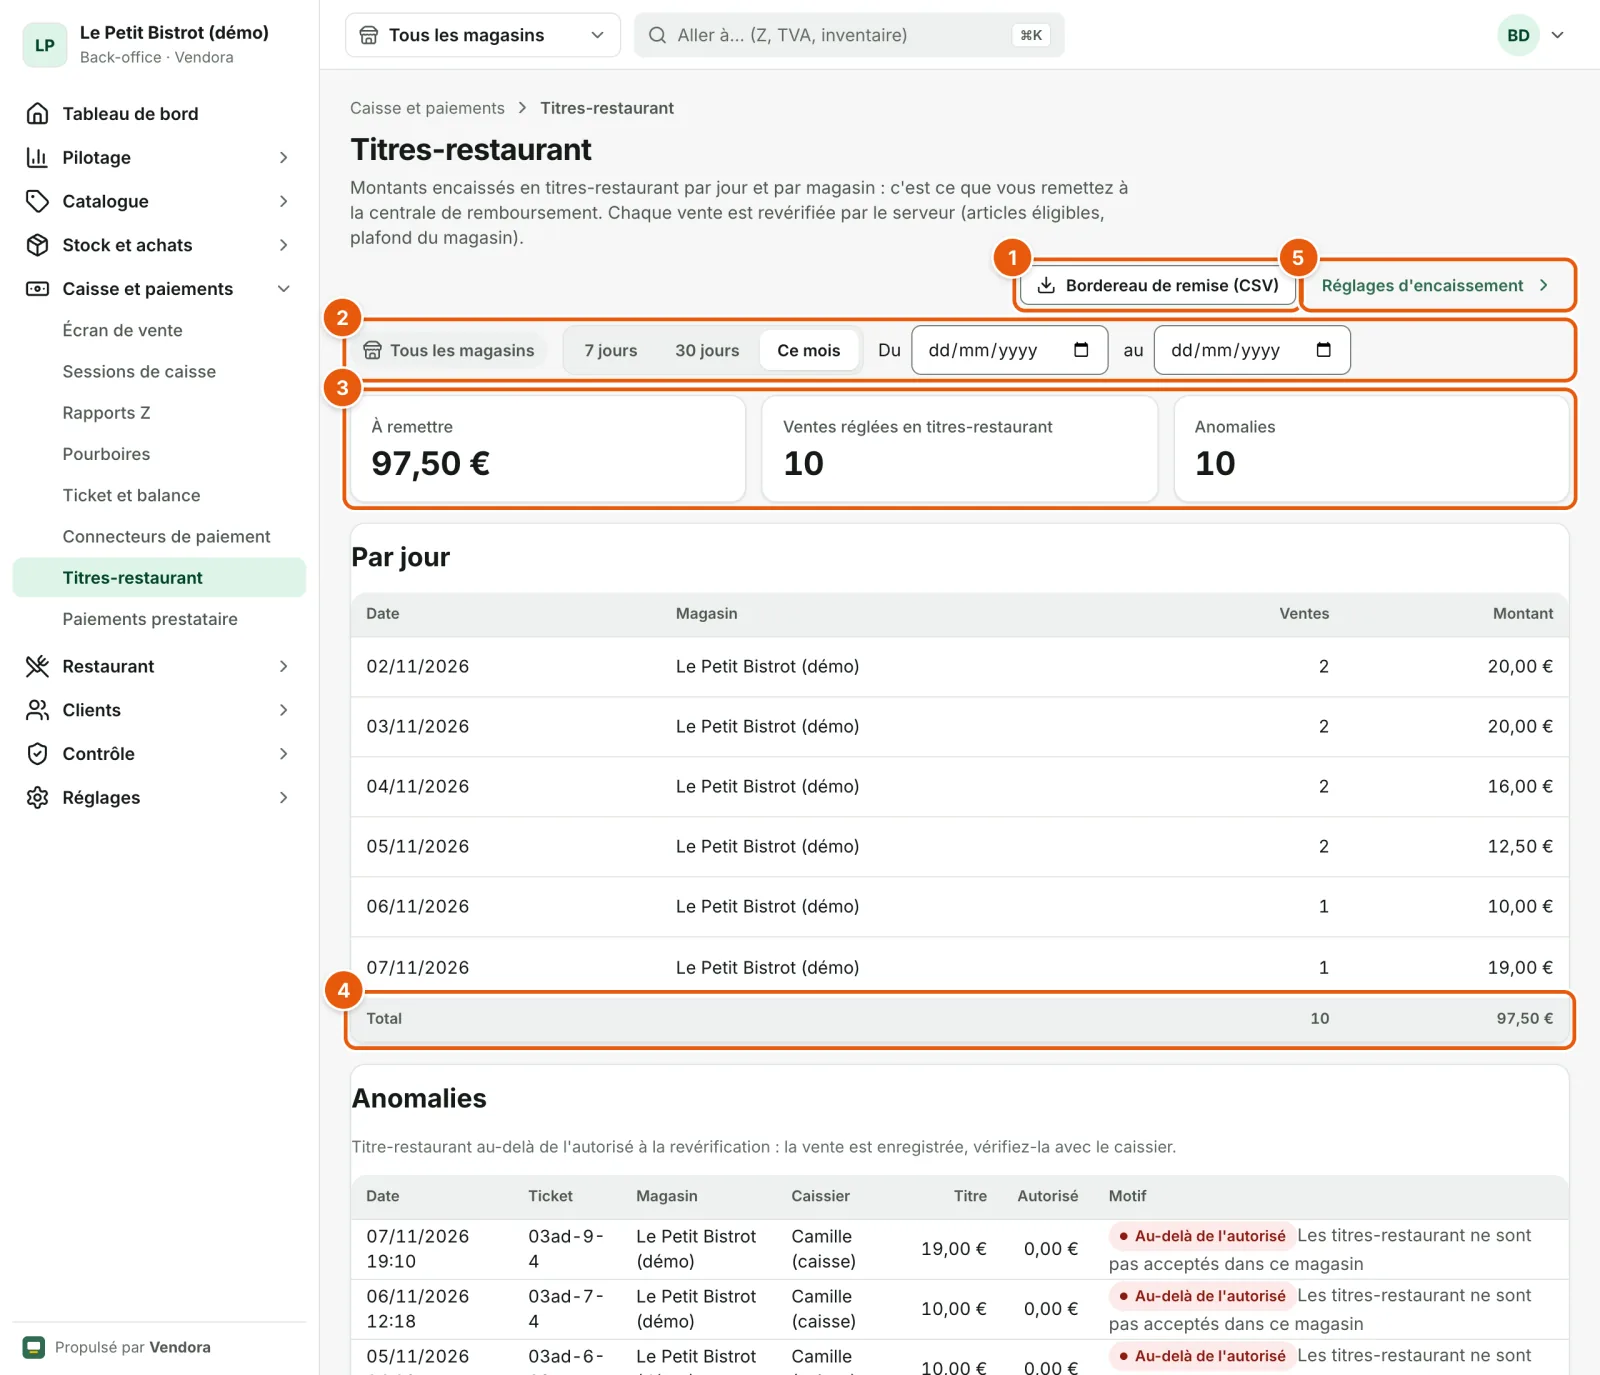 LP
Le Petit Bistrot (démo)
Back-office · Vendora
Tous les magasins
Aller à... (Z, TVA, inventaire)
⌘K
BD
Tableau de bord
Pilotage
Catalogue
Stock et achats
Caisse et paiements
Écran de vente
Sessions de caisse
Rapports Z
Pourboires
Ticket et balance
Connecteurs de paiement
Titres-restaurant
Paiements prestataire
Restaurant
Clients
Contrôle
Réglages
Propulsé par Vendora
Caisse et paiements > Titres-restaurant
Titres-restaurant
Montants encaissés en titres-restaurant par jour et par magasin : c'est ce que vous remettez à
la centrale de remboursement. Chaque vente est revérifiée par le serveur (articles éligibles,
plafond du magasin).
1
Bordereau de remise (CSV)
5
Réglages d'encaissement
2
Tous les magasins
7 jours
30 jours
Ce mois
Du
dd/mm/yyyy
au
dd/mm/yyyy
3
À remettre
97,50 €
Ventes réglées en titres-restaurant
10
Anomalies
10
Par jour
Date Magasin Ventes Montant
02/11/2026 Le Petit Bistrot (démo) 2 20,00 €
03/11/2026 Le Petit Bistrot (démo) 2 20,00 €
04/11/2026 Le Petit Bistrot (démo) 2 16,00 €
05/11/2026 Le Petit Bistrot (démo) 2 12,50 €
06/11/2026 Le Petit Bistrot (démo) 1 10,00 €
07/11/2026 Le Petit Bistrot (démo) 1 19,00 €
4
Total 10 97,50 €
Anomalies
Titre-restaurant au-delà de l'autorisé à la revérification : la vente est enregistrée, vérifiez-la avec le caissier.
Date Ticket Magasin Caissier Titre Autorisé Motif
07/11/2026 03ad-9- Le Petit Bistrot Camille 19,00 € 0,00 € Au-delà de l'autorisé Les titres-restaurant ne sont
19:10 4 (démo) (caisse) pas acceptés dans ce magasin
06/11/2026 03ad-7- Le Petit Bistrot Camille 10,00 € 0,00 € Au-delà de l'autorisé Les titres-restaurant ne sont
12:18 4 (démo) (caisse) pas acceptés dans ce magasin
05/11/2026 03ad-6- Le Petit Bistrot Camille 10,00 € 0,00 € Au-delà de l'autorisé Les titres-restaurant ne sont